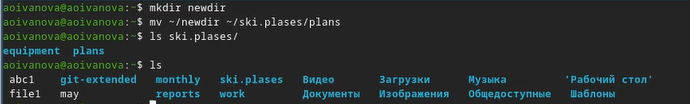 aoivanova@aoivanova:~$ mkdir newdir
aoivanova@aoivanova:~$ mv ~/newdir ~/ski.plases/plans
aoivanova@aoivanova:~$ ls ski.plases/
equipment plans
aoivanova@aoivanova:~$ ls
abc1 git-extended monthly ski.plases Видео Загрузки Музыка 'Рабочий стол'
file1 may reports work Документы Изображения Общедоступные Шаблоны